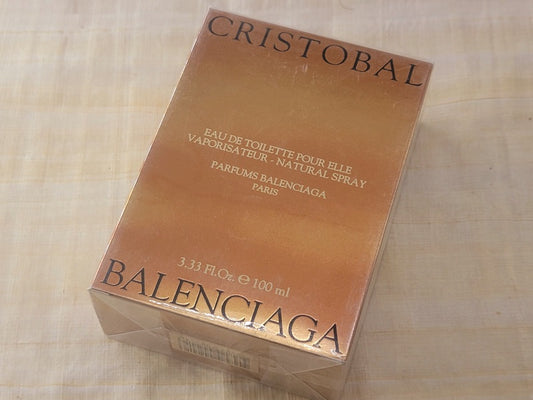 CRISTOBAL
EAU DE TOILETTE POUR ELLE
VAPORISATEUR - NATURAL SPRAY
PARFUMS BALENCIAGA
PARIS
3.33 Fl.Oz. ℮ 100 ml
BALENCIAGA